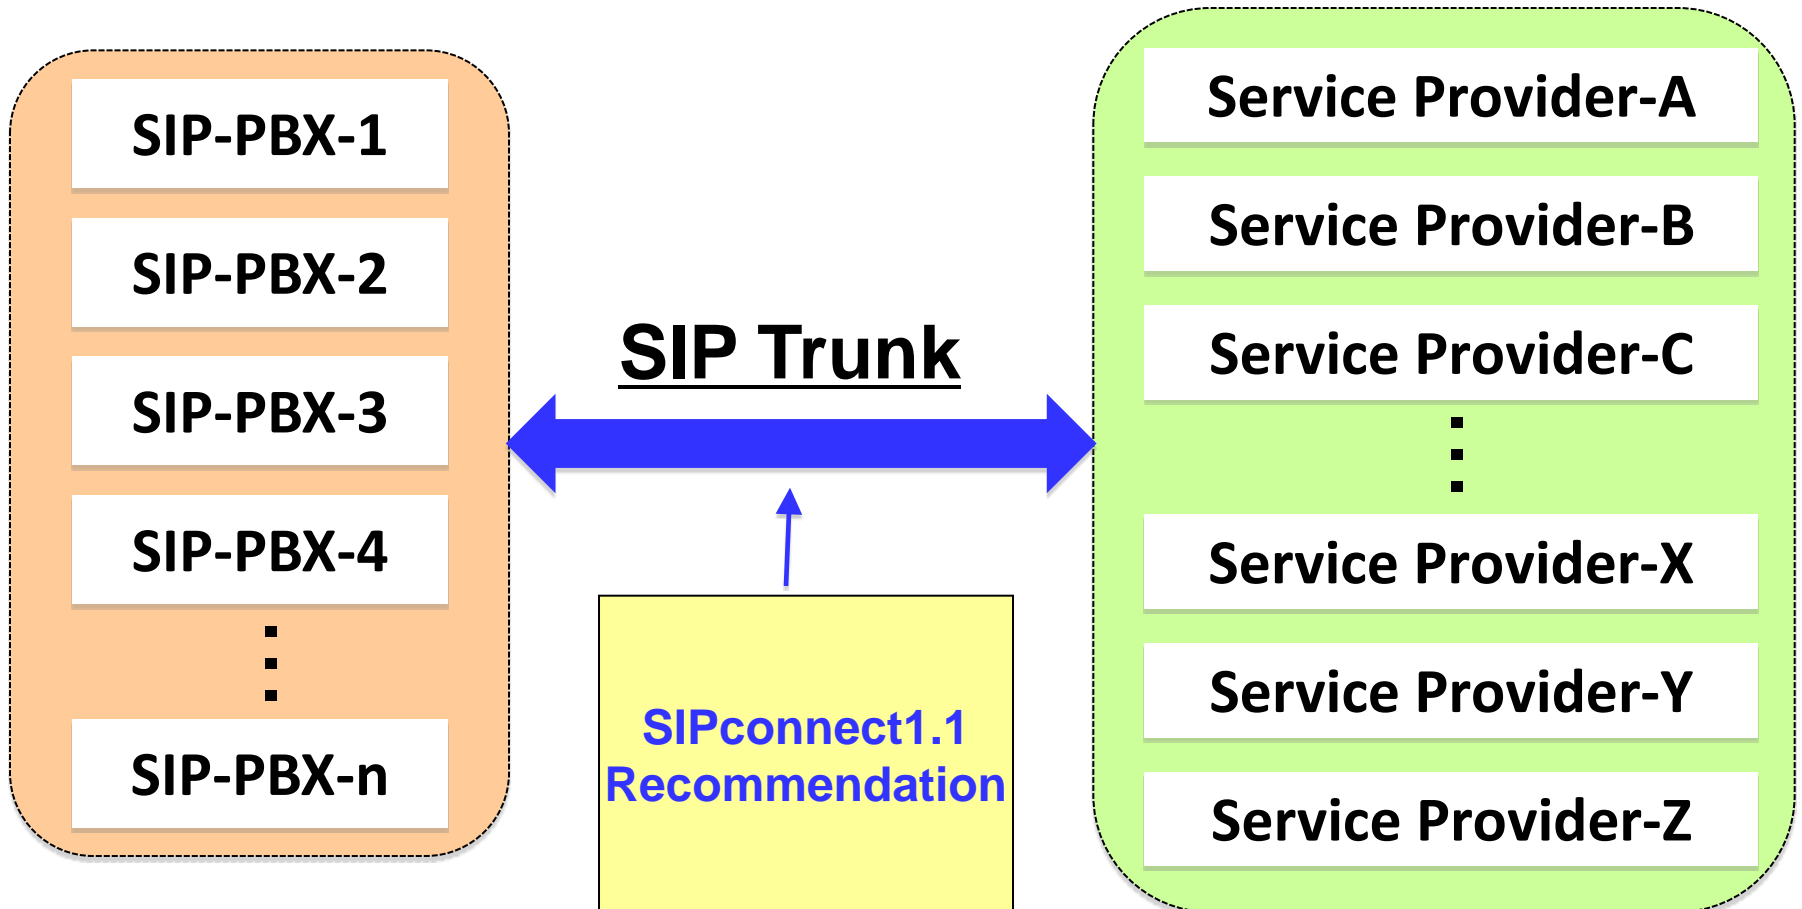 SIP-PBX-1
SIP-PBX-2
SIP-PBX-3
SIP-PBX-4
SIP-PBX-n
SIP Trunk
SIPconnect1.1
Recommendation
Service Provider-A
Service Provider-B
Service Provider-C
Service Provider-X
Service Provider-Y
Service Provider-Z